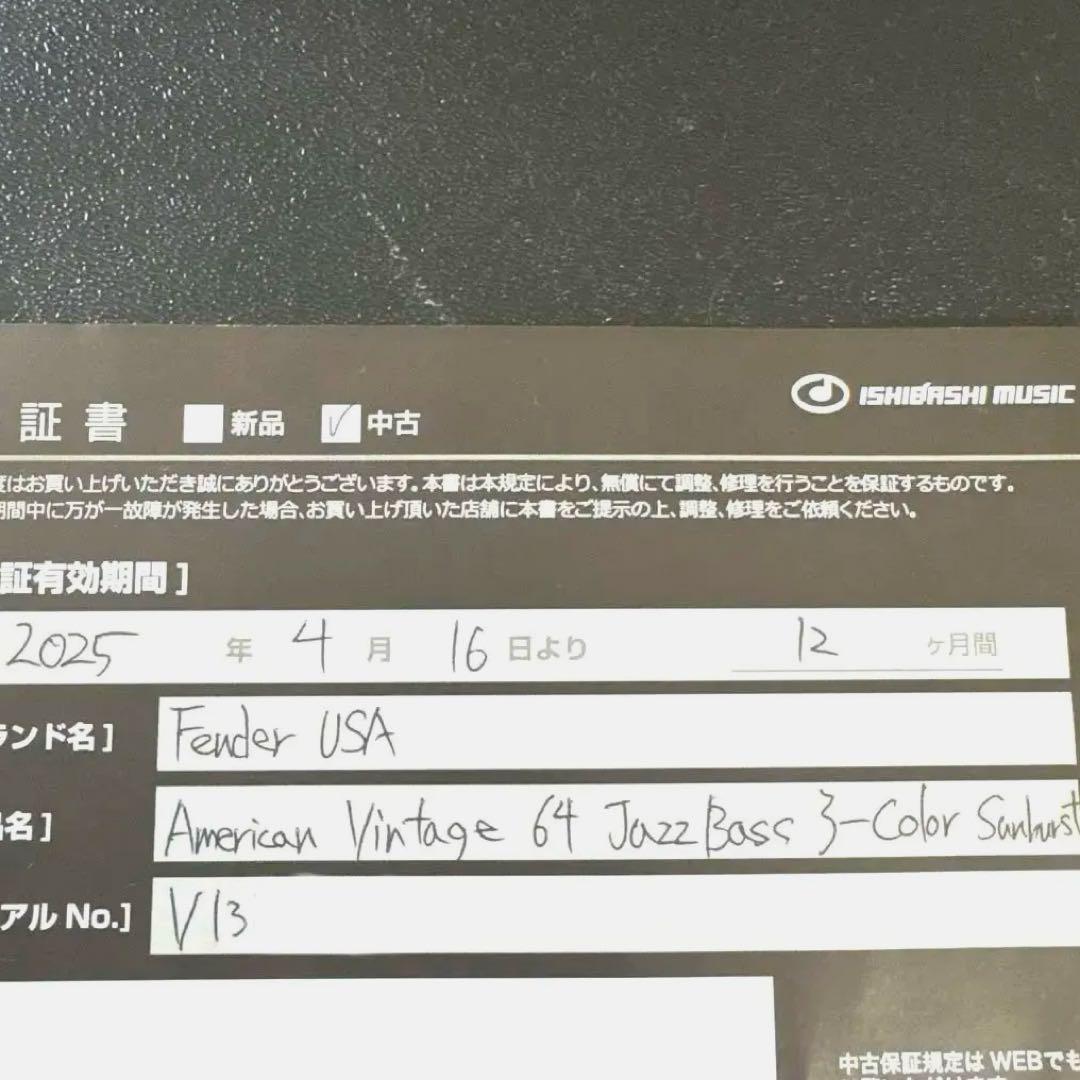 証書 新品 中古 ISHIBASHI MUSIC
はお買い上げいただき誠にありがとうございます。本書は本規定により、無償にて調整、修理を行うことを保証するものです。
期間中に万が一故障が発生した場合、お買い上げ頂いた店舗に本書をご提示の上、調整、修理をご依頼ください。
証有効期間]
2025 年 4 月 16 日より 12 ヶ月間
ランド名] Fender USA
名] American Vintage 64 Jazz Bass 3-Color Sunburst
アル No.] V13
中古保証規定は WEBでも